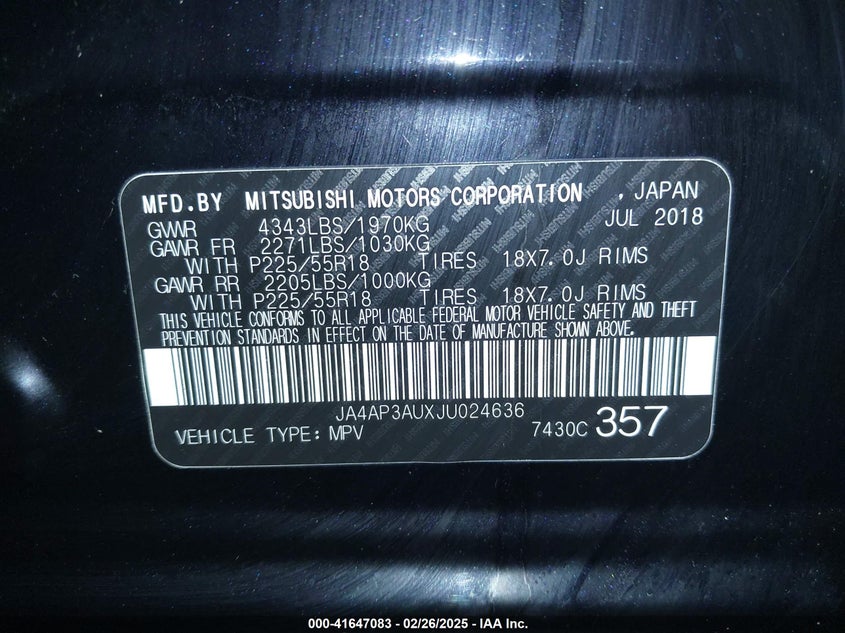 MFD.BY MITSUBISHI MOTORS CORPORATION , JAPAN
GWWR 4343LBS/1970KG JUL 2018
GAWR FR 2271LBS/1030KG
WITH P225/55R18 TIRES 18X7.0J RIMS
GAWR RR 2205LBS/1000KG
WITH P225/55R18 TIRES 18X7.0J RIMS
THIS VEHICLE CONFORMS TO ALL APPLICABLE FEDERAL MOTOR VEHICLE SAFETY AND THEFT
PREVENTION STANDARDS IN EFFECT ON THE DATE OF MANUFACTURE SHOWN ABOVE.
JA4AP3AUXJU024636
VEHICLE TYPE: MPV 7430C 357
000-41647083 - 02/26/2025 - IAA Inc.